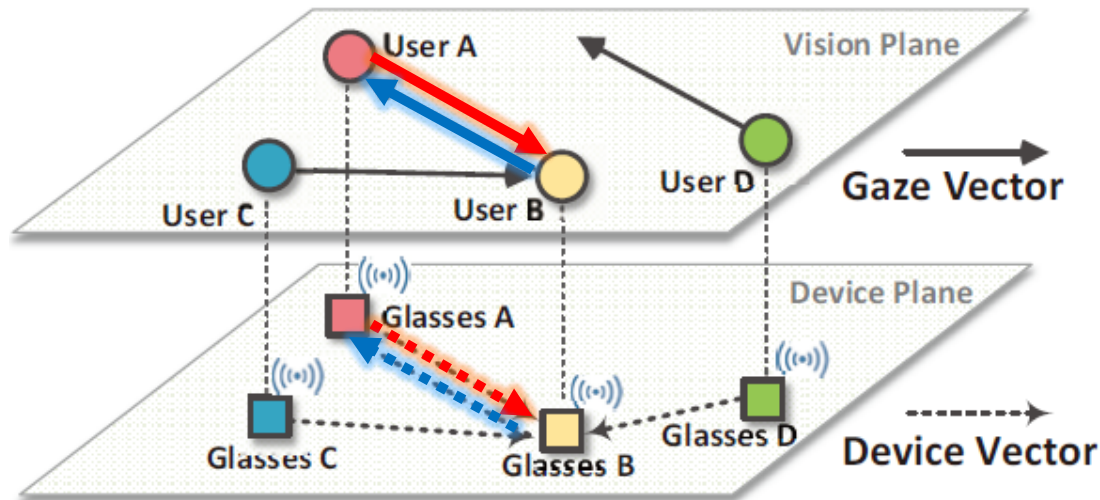 User A
Vision Plane
User D
Gaze Vector
User C
User B
Device Plane
Glasses A
Glasses D
Device Vector
Glasses C
Glasses B